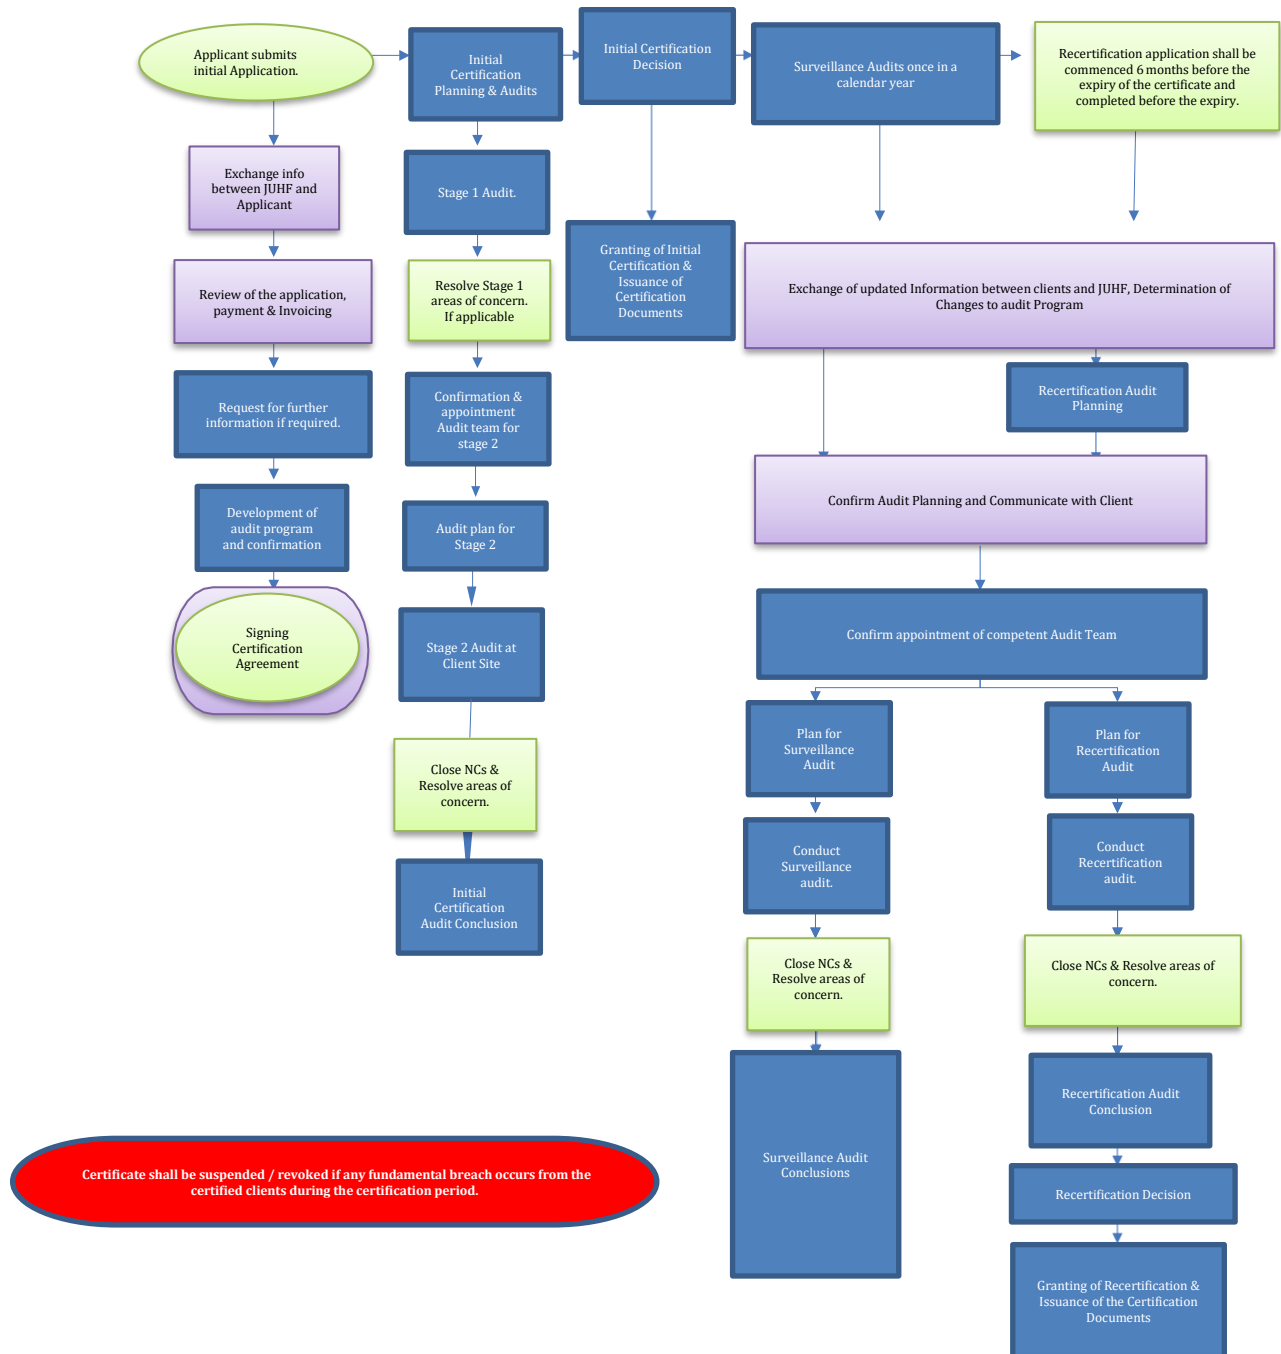 Applicant submits
initial Application.
Initial
Certification
Planning & Audits
Initial Certification
Decision
Surveillance Audits once in a
calendar year
Recertification application shall be
commenced 6 months before the
expiry of the certificate and
completed before the expiry.
Exchange info
between JUHF and
Applicant
Review of the application,
payment & Invoicing
Request for further
information if required.
Development of
audit program
and confirmation
Signing
Certification
Agreement
Stage 1 Audit.
Resolve Stage 1
areas of concern.
If applicable
Confirmation &
appointment
Audit team for
stage 2
Audit plan for
Stage 2
Stage 2 Audit at
Client Site
Close NCs &
Resolve areas of
concern.
Initial
Certification
Audit Conclusion
Granting of Initial
Certification &
Issuance of
Certification
Documents
Exchange of updated Information between clients and JUHF, Determination of
Changes to audit Program
Recertification Audit
Planning
Confirm Audit Planning and Communicate with Client
Confirm appointment of competent Audit Team
Plan for
Surveillance
Audit
Conduct
Surveillance
audit.
Close NCs &
Resolve areas of
concern.
Surveillance Audit
Conclusions
Plan for
Recertification
Audit
Conduct
Recertification
audit.
Close NCs & Resolve areas of
concern.
Recertification Audit
Conclusion
Recertification Decision
Granting of Recertification &
Issuance of the Certification
Documents
Certificate shall be suspended / revoked if any fundamental breach occurs from the
certified clients during the certification period.